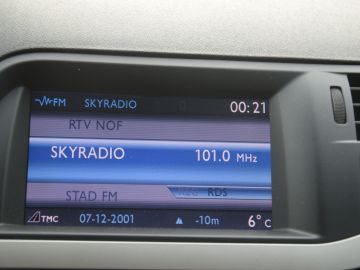 FM SKYRADIO 00:21
RTV NOF
SKYRADIO 101.0 MHz
STAD FM REG RDS
TMC 07-12-2001 -10m 6°C